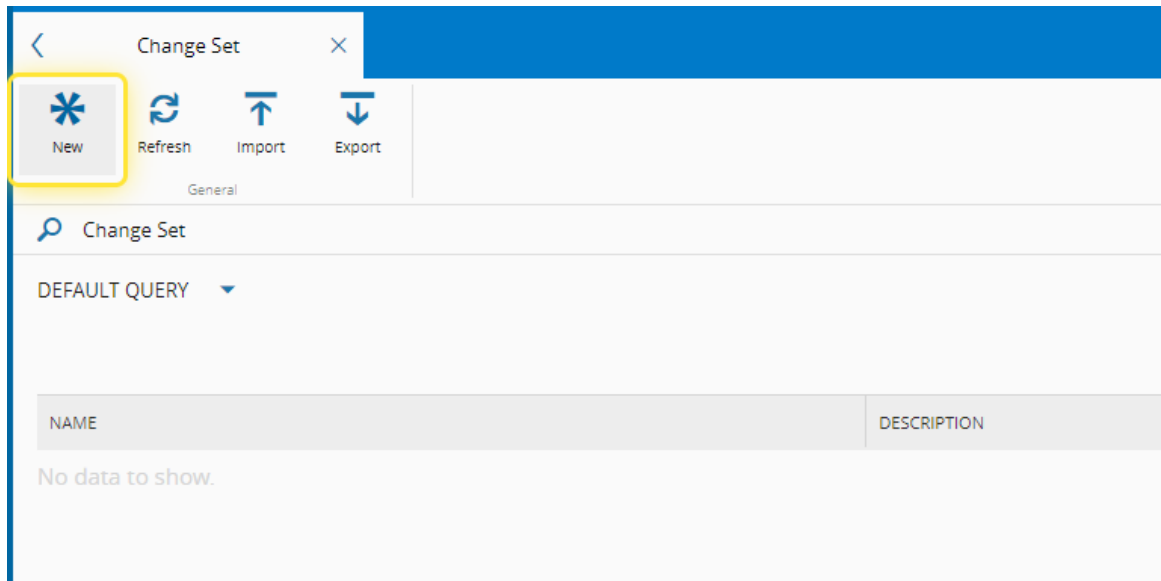 Change Set
New Refresh Import Export
General
Change Set
DEFAULT QUERY
NAME DESCRIPTION
No data to show.